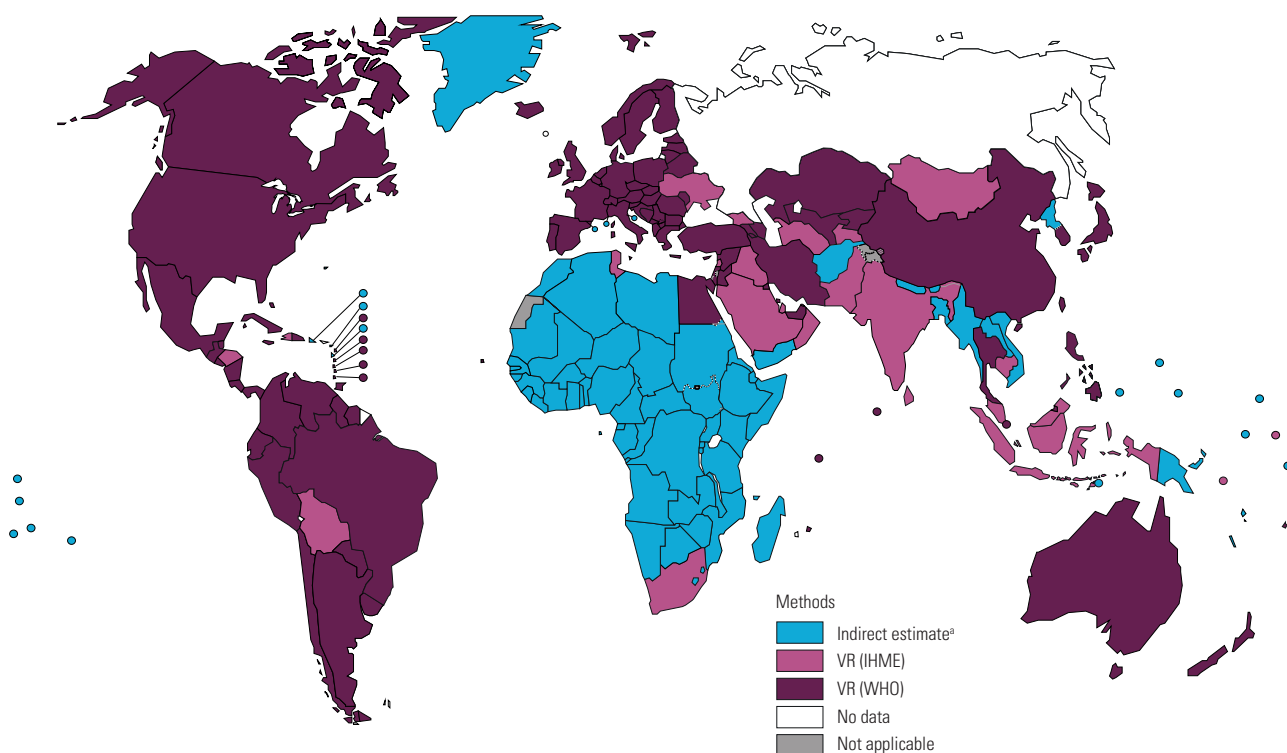 Methods
Indirect estimateª
VR (IHME)
VR (WHO)
No data
Not applicable